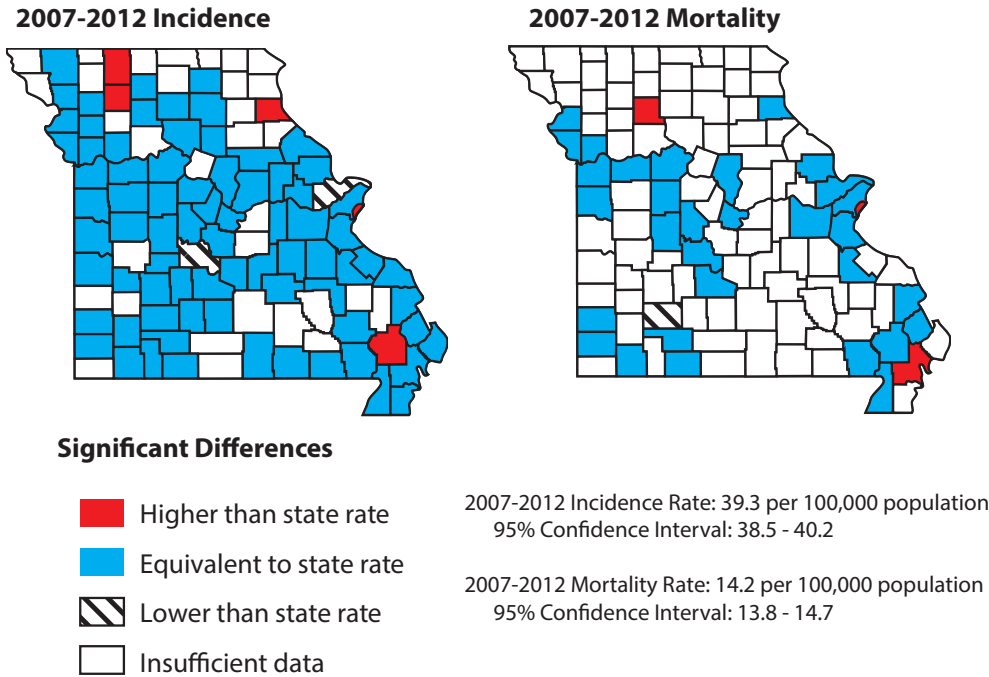 2007-2012 Incidence
2007-2012 Mortality
Significant Differences
Higher than state rate
Equivalent to state rate
Lower than state rate
Insufficient data
2007-2012 Incidence Rate: 39.3 per 100,000 population
95% Confidence Interval: 38.5 - 40.2
2007-2012 Mortality Rate: 14.2 per 100,000 population
95% Confidence Interval: 13.8 - 14.7